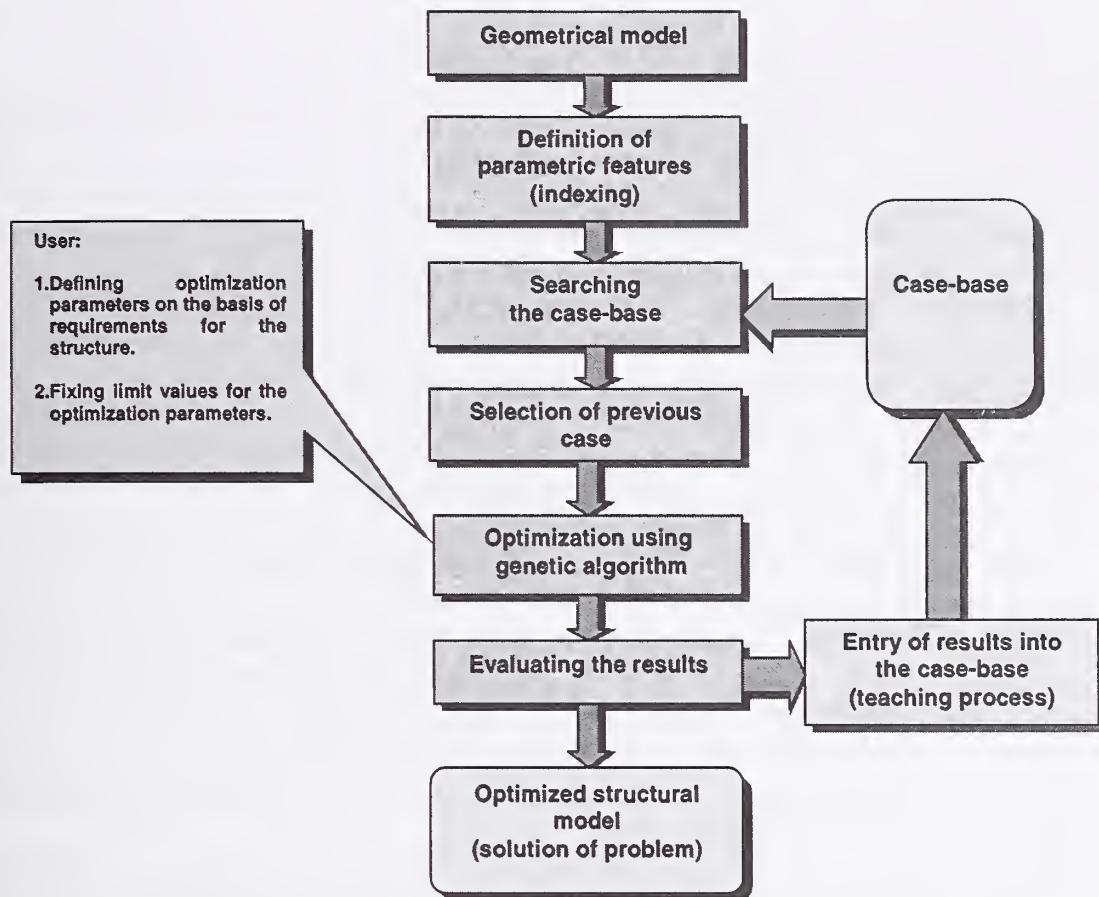 Geometrical model
Definition of
parametric features
(indexing)
User:
1.Defining optimization
parameters on the basis of
requirements for the
structure.
2.Fixing limit values for the
optimization parameters.
Searching
the case-base
Case-base
Selection of previous
case
Optimization using
genetic algorithm
Evaluating the results
Entry of results into
the case-base
(teaching process)
Optimized structural
model
(solution of problem)